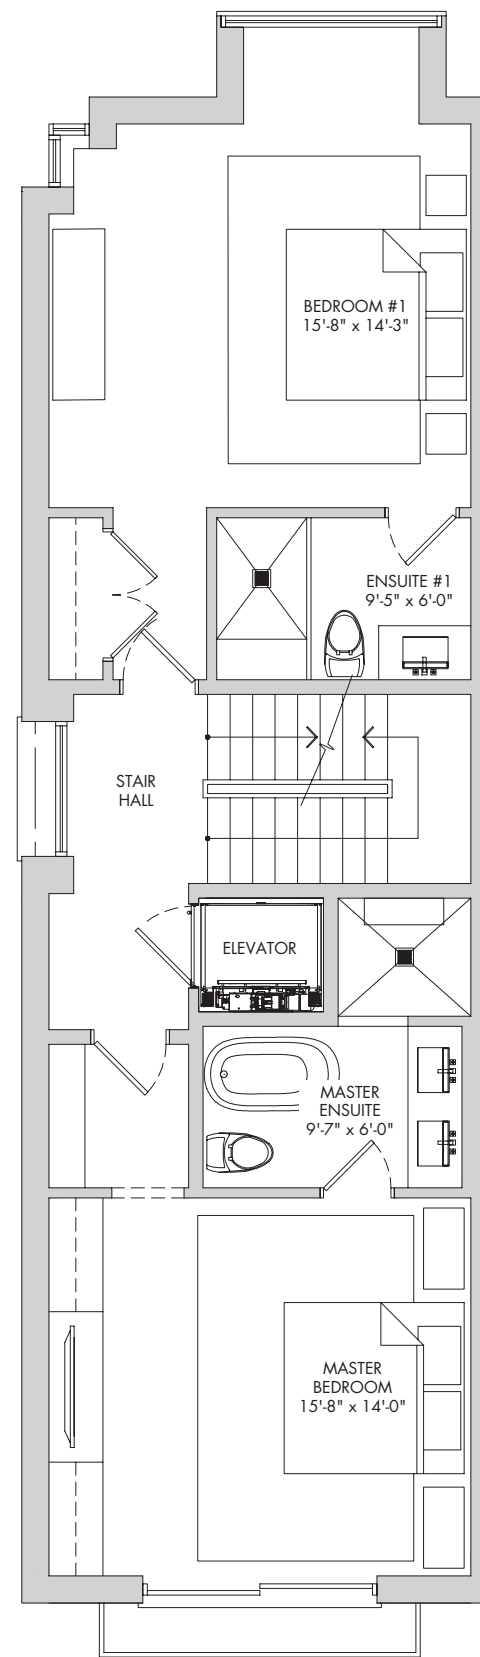 BEDROOM #1
15'-8" x 14'-3"
ENSUITE #1
9'-5" x 6'-0"
STAIR
HALL
ELEVATOR
MASTER
ENSUITE
9'-7" x 6'-0"
MASTER
BEDROOM
15'-8" x 14'-0"